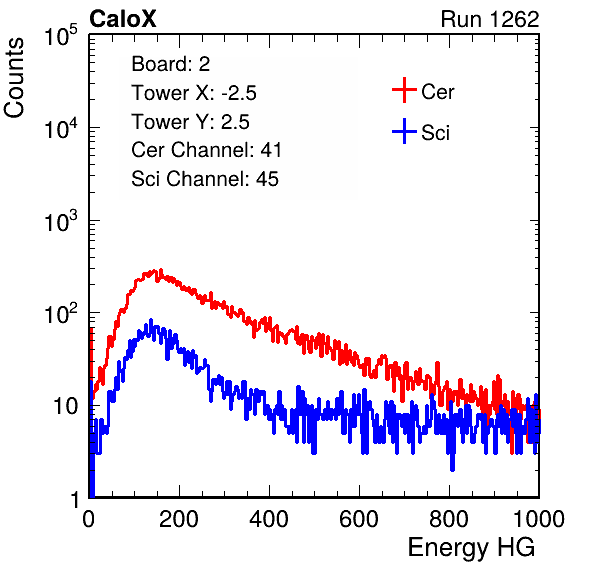 CaloX Run 1262
Board: 2
Tower X: -2.5
Tower Y: 2.5
Cer Channel: 41
Sci Channel: 45
Cer
Sci
Counts
10^5
10^4
10^3
10^2
10
1
0 200 400 600 800 1000
Energy HG